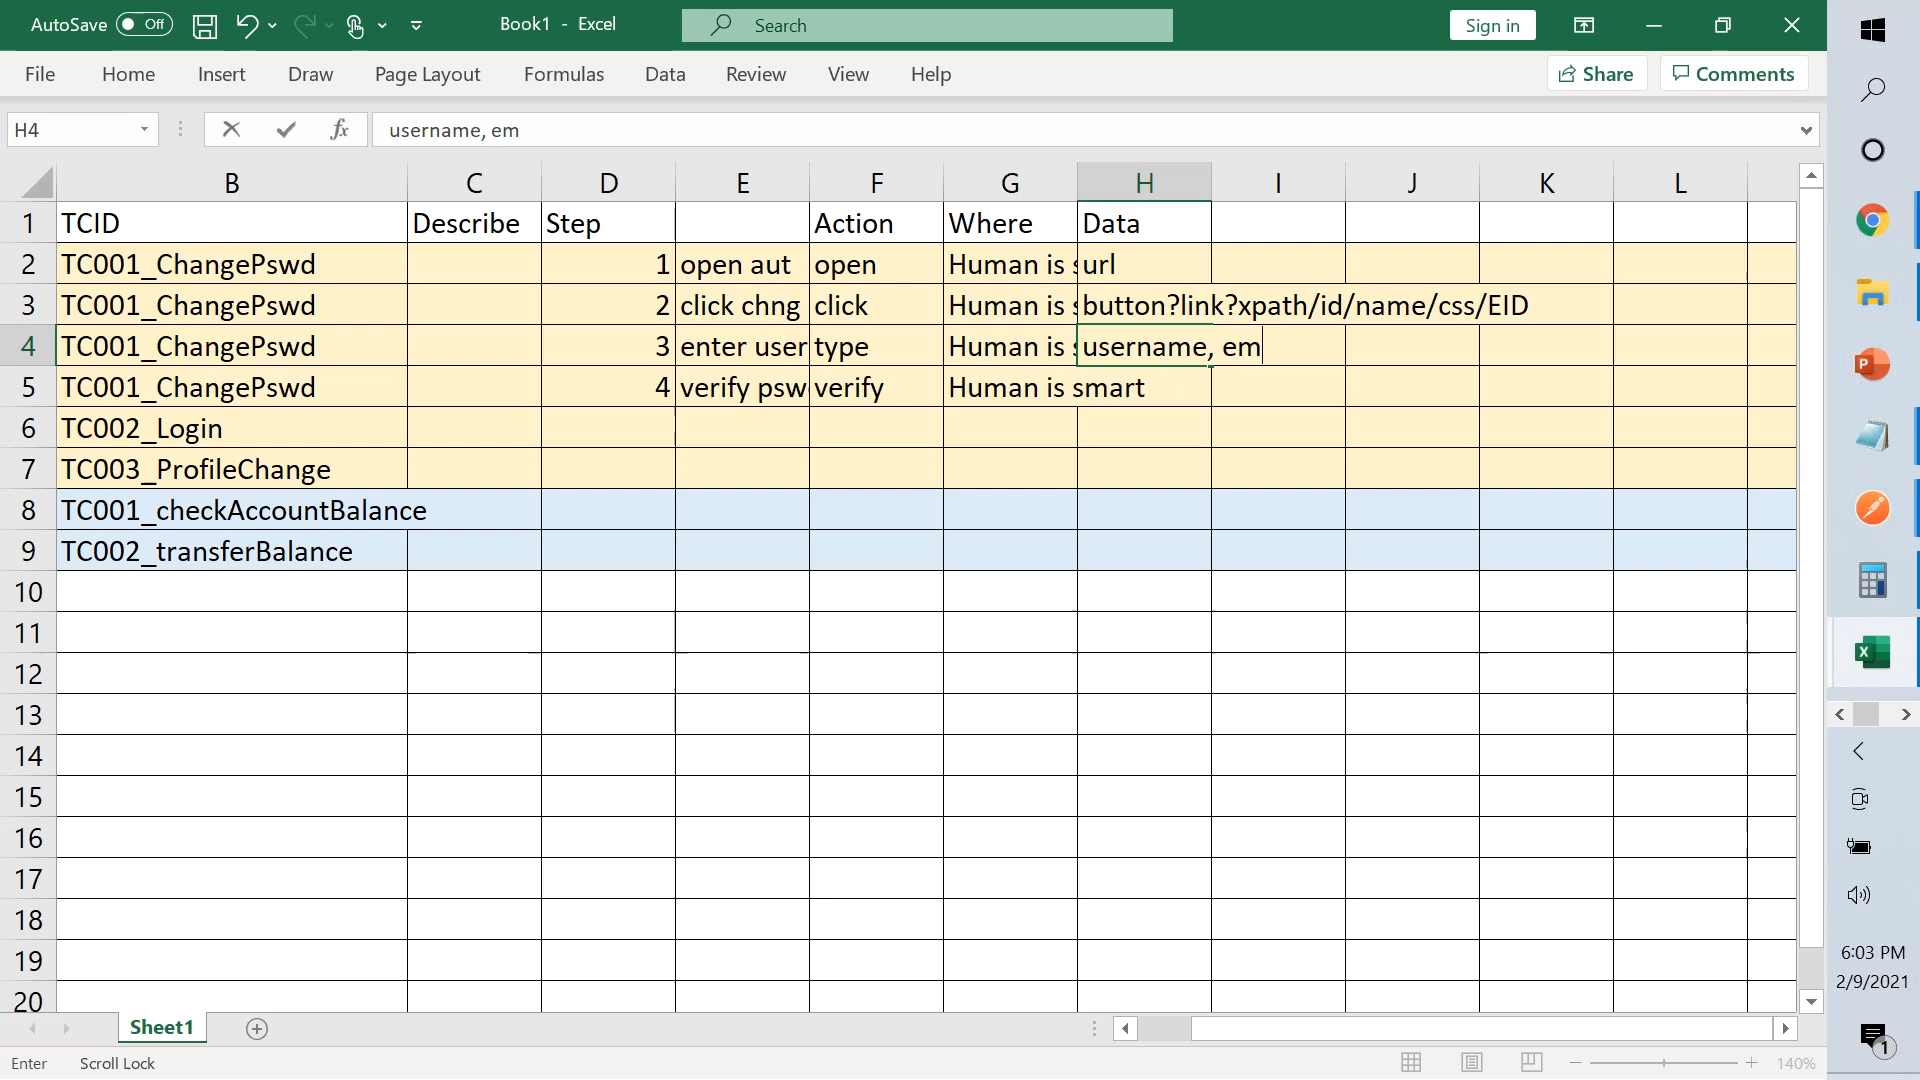 AutoSave Off Book1 - Excel Search Sign in
File Home Insert Draw Page Layout Formulas Data Review View Help Share Comments
H4 fx username, em
B C D E F G H I J K L
1 TCID Describe Step Action Where Data
2 TC001_ChangePswd 1 open aut open Human is s url
3 TC001_ChangePswd 2 click chng click Human is s button?link?xpath/id/name/css/EID
4 TC001_ChangePswd 3 enter user type Human is s username, em
5 TC001_ChangePswd 4 verify psw verify Human is smart
6 TC002_Login
7 TC003_ProfileChange
8 TC001_checkAccountBalance
9 TC002_transferBalance
10
11
12
13
14
15
16
17
18
19
20
Sheet1
Enter Scroll Lock 140%
6:03 PM
2/9/2021
1